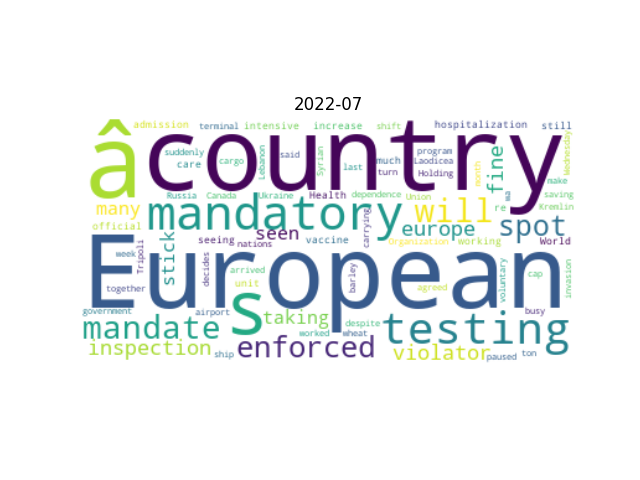 2022-07
admission terminal intensive increase shift hospitalization still
â country
suddenly care cargo Lebanon said Syrian last much turn program Laodicea Holding month fine Wednesday make saving
Russia Canada Ukraine Health dependence Union re wa Kremlin
many mandatory will spot
official stick seeing seen nations vaccine carrying europe Organization working World
European
week Tripoli decides arrived unit barley agreed voluntary cap invasion
together
government airport s taking worked despite wheat busy
mandate testing
inspection ship enforced violator paused ton